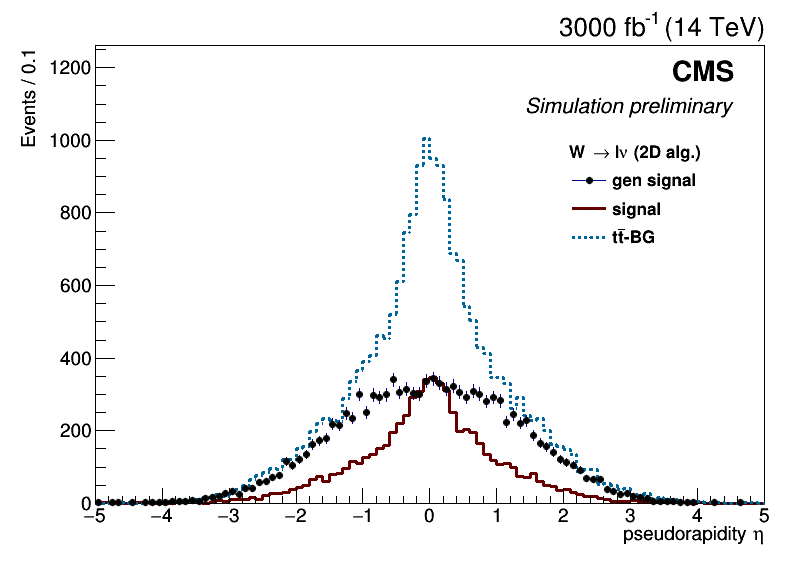 3000 fb⁻¹ (14 TeV)
Events / 0.1
1200
1000
800
600
400
200
0
CMS
Simulation preliminary
W → lν (2D alg.)
gen signal
signal
tt̄-BG
−5 −4 −3 −2 −1 0 1 2 3 4 5
pseudorapidity η